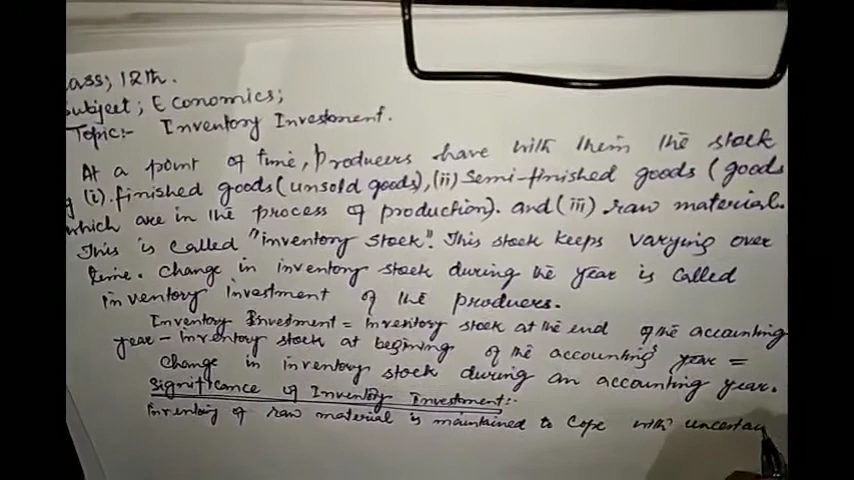 ass; 12th.
ubject; Economics;
Topic:- Inventory Investment.
At a point of time, producers have with them the stock
(i). finished goods (unsold goods), (ii) Semi-finished goods (goods
which are in the process of production). and (iii). raw material.
This is called "inventory stock". This stock keeps varying over
time. change in inventory stock during the year is called
inventory investment of the producers.
Inventory Investment = inventory stock at the end of the accounting
year - inventory stock at begining of the accounting year =
change in inventory stock during an accounting year.
Significance of Inventory Investment:-
Inventory of raw material is maintained to cope with uncertain